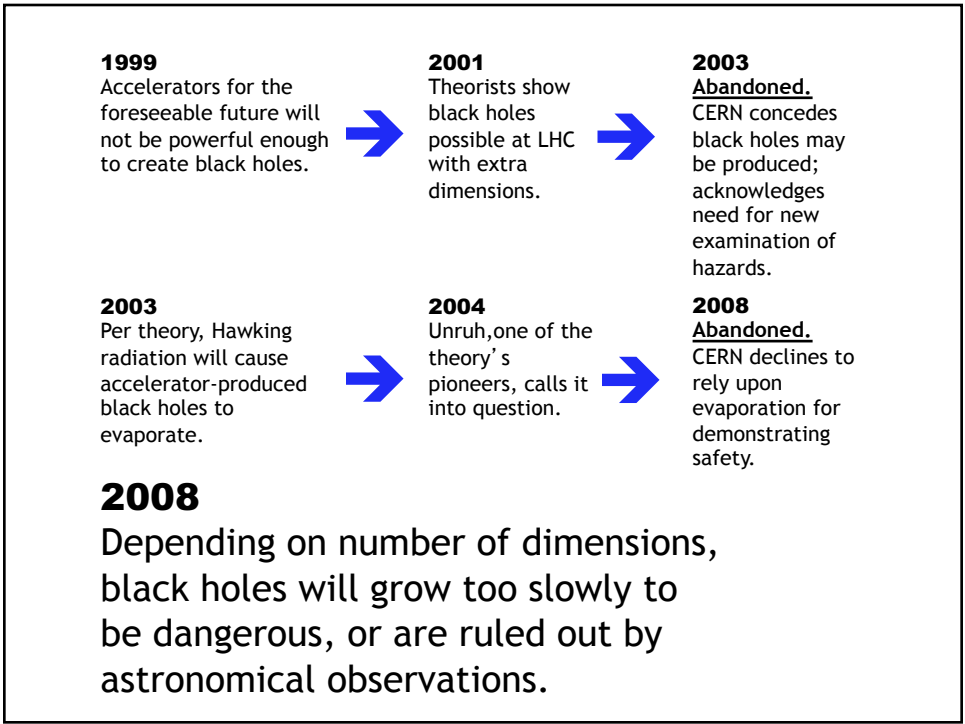 1999
Accelerators for the
foreseeable future will
not be powerful enough
to create black holes.
2001
Theorists show
black holes
possible at LHC
with extra
dimensions.
2003
Abandoned.
CERN concedes
black holes may
be produced;
acknowledges
need for new
examination of
hazards.
2003
Per theory, Hawking
radiation will cause
accelerator-produced
black holes to
evaporate.
2004
Unruh,one of the
theory’s
pioneers, calls it
into question.
2008
Abandoned.
CERN declines to
rely upon
evaporation for
demonstrating
safety.
2008
Depending on number of dimensions,
black holes will grow too slowly to
be dangerous, or are ruled out by
astronomical observations.